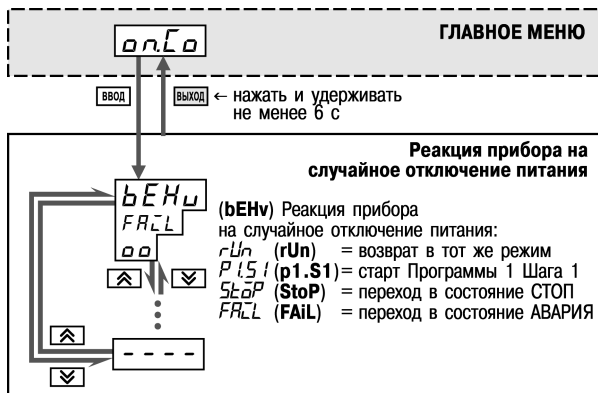 ГЛАВНОЕ МЕНЮ
on.Co
ввод
выход ← нажать и удерживать
не менее 6 с
Реакция прибора на
случайное отключение питания
bEHv
FAiL
oo
(bEHv) Реакция прибора
на случайное отключение питания:
rUn (rUn) = возврат в тот же режим
P1.S1 (p1.S1) = старт Программы 1 Шага 1
StoP (StoP) = переход в состояние СТОП
FAiL (FAiL) = переход в состояние АВАРИЯ
- - - -